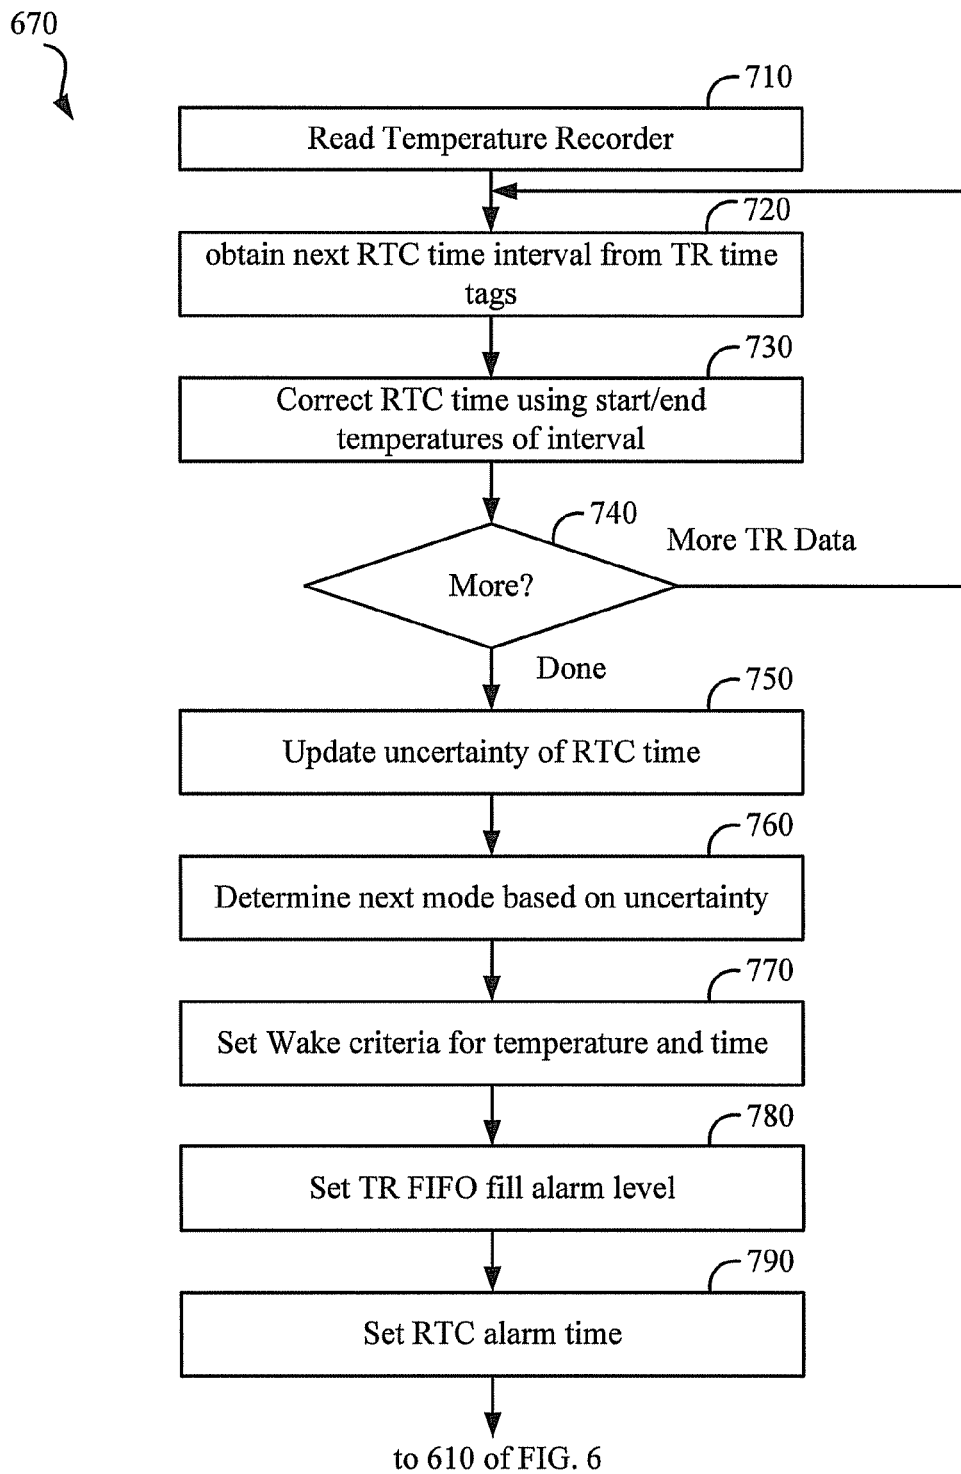 670
710
Read Temperature Recorder
720
obtain next RTC time interval from TR time
tags
730
Correct RTC time using start/end
temperatures of interval
740
More TR Data
More?
Done
750
Update uncertainty of RTC time
760
Determine next mode based on uncertainty
770
Set Wake criteria for temperature and time
780
Set TR FIFO fill alarm level
790
Set RTC alarm time
to 610 of FIG. 6